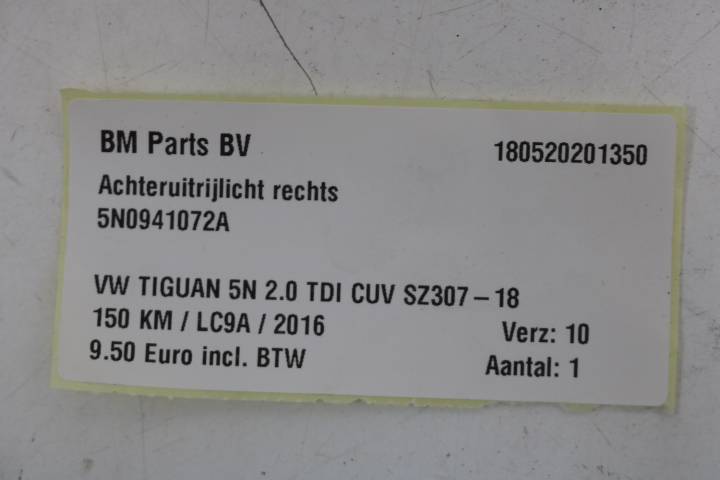 BM Parts BV 180520201350
Achteruitrijlicht rechts
5N0941072A
VW TIGUAN 5N 2.0 TDI CUV SZ307-18
150 KM / LC9A / 2016 Verz: 10
9.50 Euro incl. BTW Aantal: 1